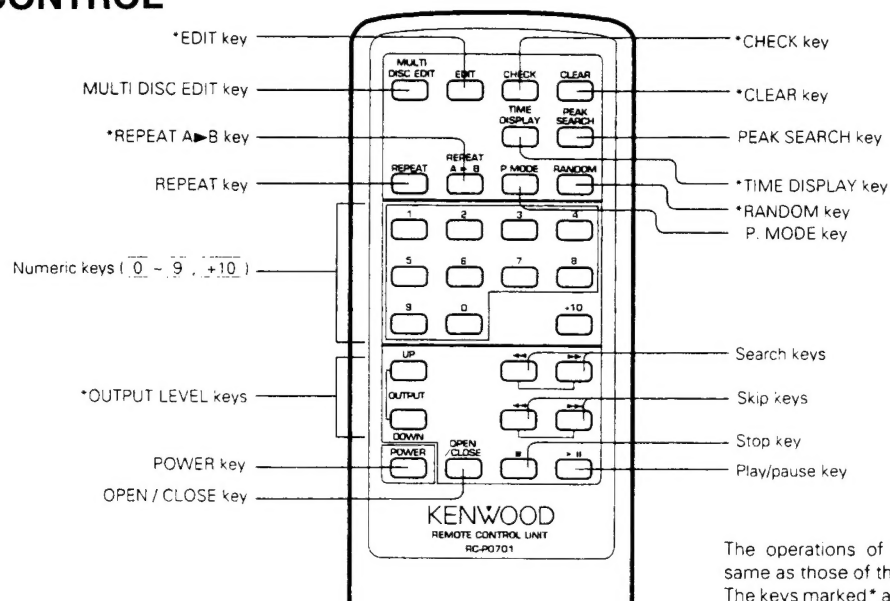 CONTROL
*EDIT key
MULTI DISC EDIT key
*REPEAT A►B key
REPEAT key
Numeric keys ( 0 ~ 9 , +10 )
*OUTPUT LEVEL keys
POWER key
OPEN / CLOSE key
MULTI
DISC EDIT EDIT CHECK CLEAR
TIME
DISPLAY
PEAK
SEARCH
REPEAT
REPEAT
A ► B
P.MODE RANDOM
1 2 3 4
5 6 7 8
9 0 +10
UP ◄◄ ►►
OUTPUT
DOWN
POWER
OPEN
/CLOSE
■ ►II
KENWOOD
REMOTE CONTROL UNIT
RC-P0701
*CHECK key
*CLEAR key
PEAK SEARCH key
*TIME DISPLAY key
*RANDOM key
P. MODE key
Search keys
Skip keys
Stop key
Play/pause key
The operations of
same as those of th
The keys marked* a